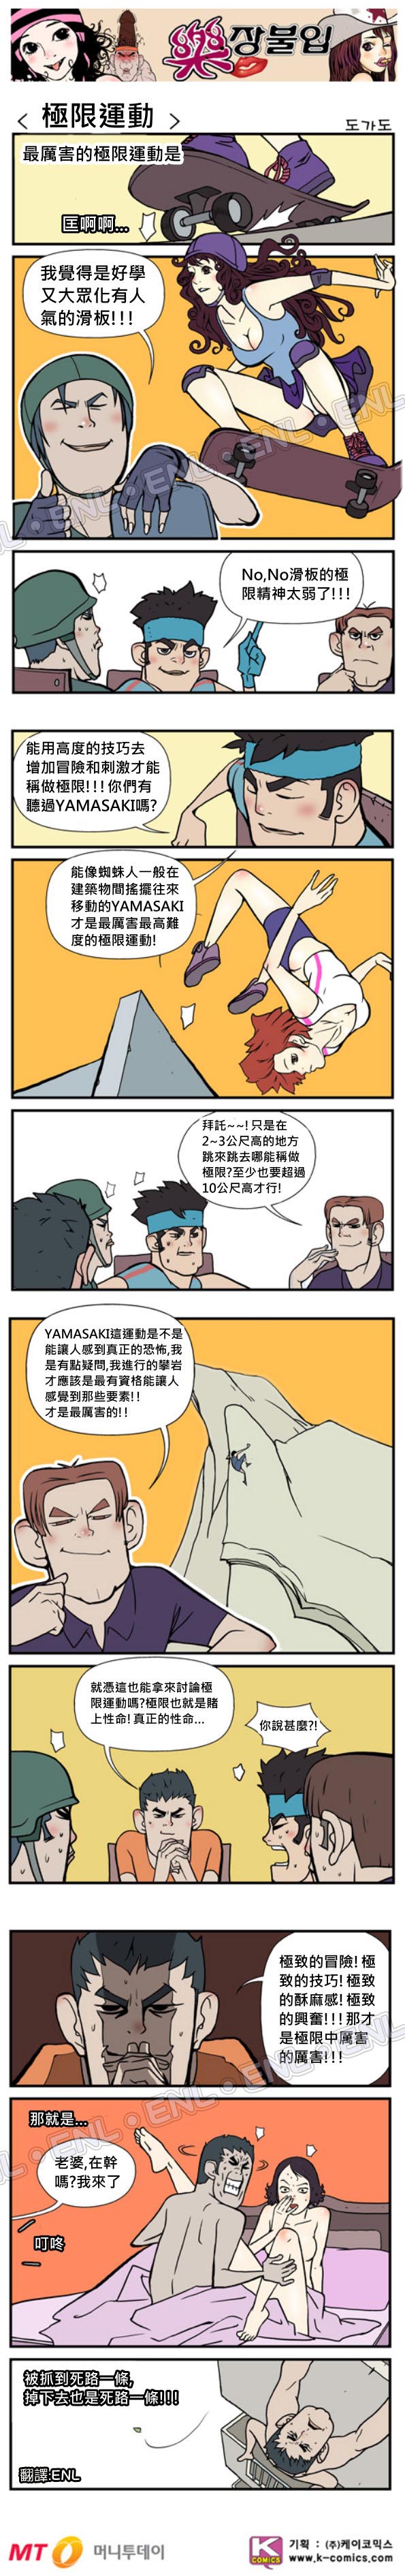 樂장불입
< 極限運動 >
도가도
最厲害的極限運動是
匡啊啊...
我覺得是好學
又大眾化有人
氣的滑板!!!
No,No滑板的極
限精神太弱了!!!
能用高度的技巧去
增加冒險和刺激才能
稱做極限!!!你們有
聽過YAMASAKI嗎?
能像蜘蛛人一般在
建築物間搖擺往來
移動的YAMASAKI
才是最厲害最高難
度的極限運動!
拜託~~!只是在
2~3公尺高的地方
跳來跳去哪能稱做
極限?至少也要超過
10公尺高才行!
YAMASAKI這運動是不是
能讓人感到真正的恐怖,我
是有點疑問,我進行的攀岩
才應該是最有資格能讓人
感覺到那些要素!!
才是最厲害的!!
就憑這也能拿來討論極
限運動嗎?極限也就是賭
上性命!真正的性命...
你說甚麼?!
極致的冒險!極
致的技巧!極致
的酥麻感!極致
的興奮!!!那才
是極限中厲害
的厲害!!!
那就是...
老婆,在幹
嗎?我來了
叮咚
被抓到死路一條,
掉下去也是死路一條!!!
翻譯:ENL
ENL • ENL • ENL • ENL
ENL • ENL • ENL • ENL
MT 머니투데이
K COMICS
기획 : (주)케이코믹스
www.k-comics.com